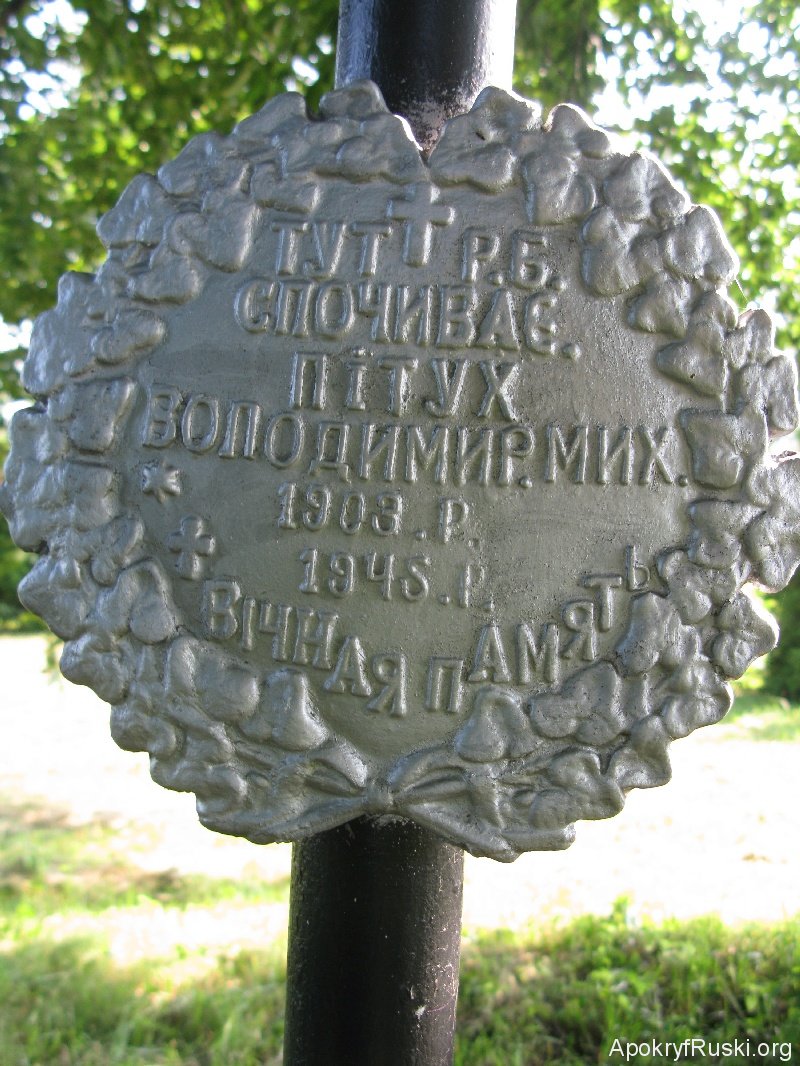 ТУТ Р.Б.
СПОЧИВАЄ.
ПІТУХ
ВОЛОДИМИР. МИХ.
1903. Р.
1945. Р.
ВІЧНАЯ ПАМЯТЬ
ApokryfRuski.org